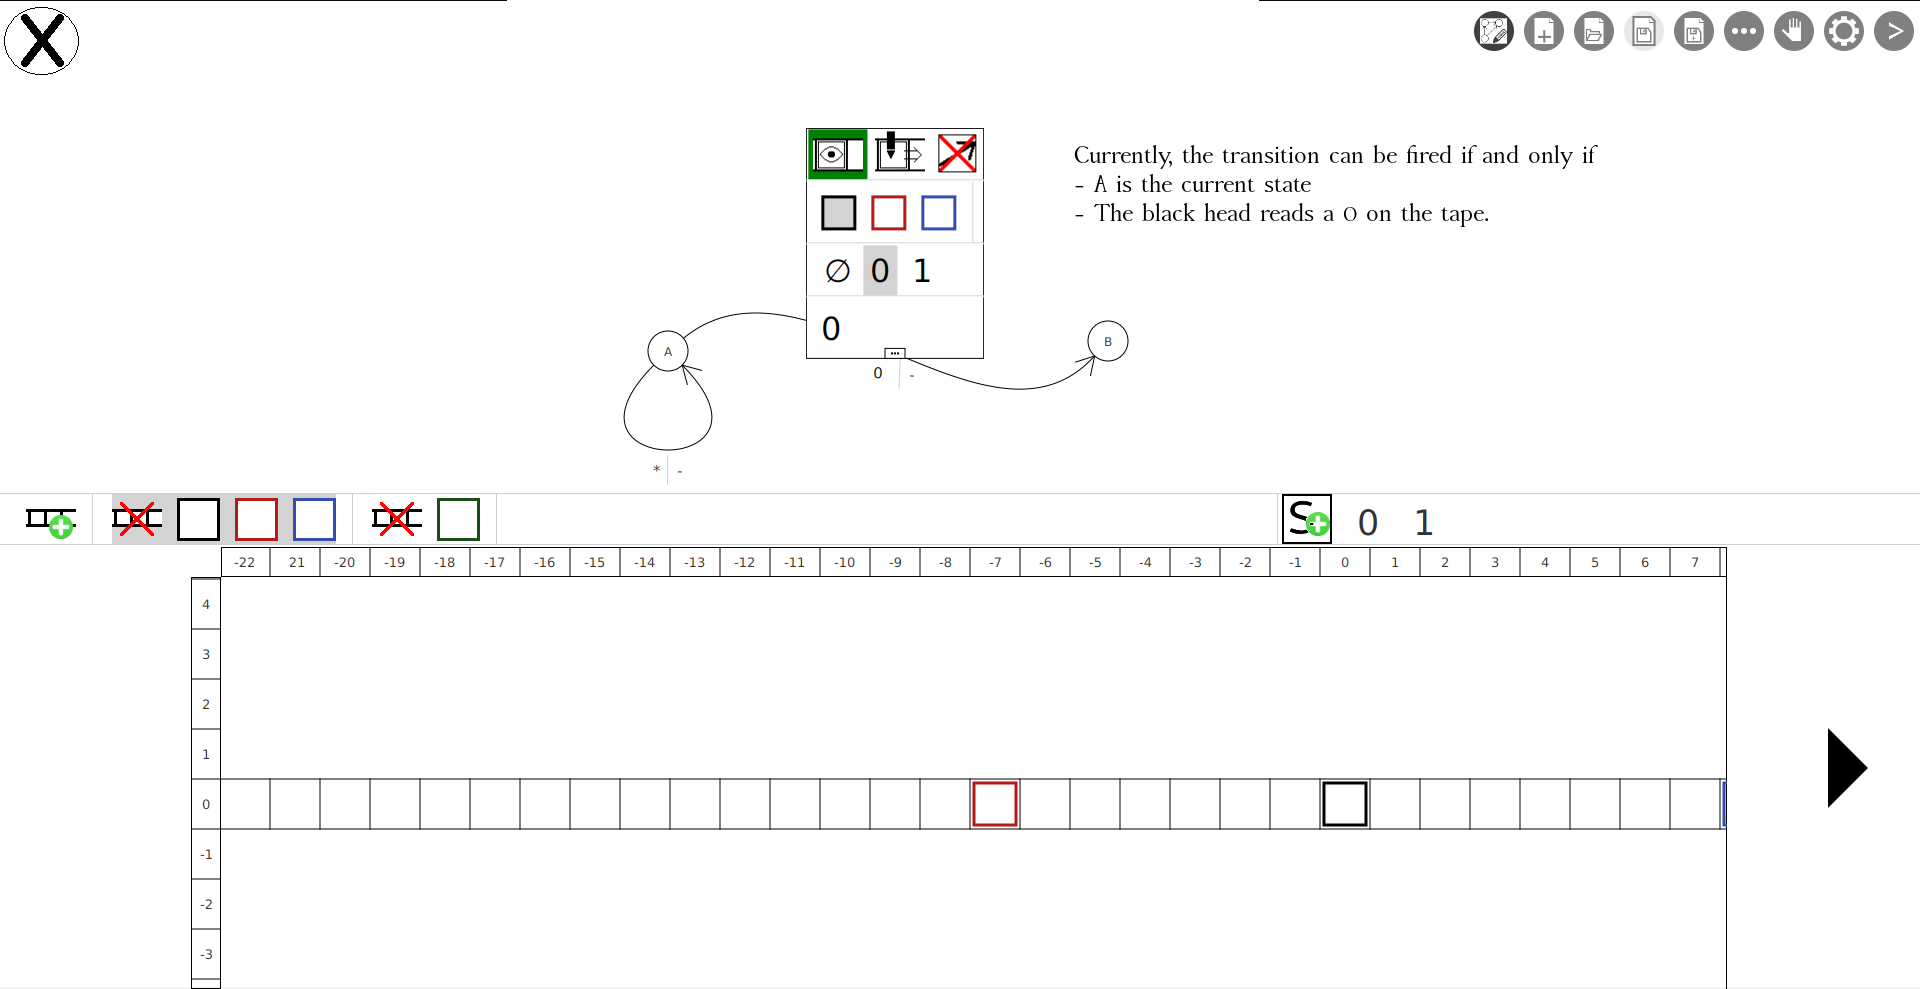 X
>
Currently, the transition can be fired if and only if
- A is the current state
- The black head reads a 0 on the tape.
∅ 0 1
0
...
A
B
0 -
* -
S 0 1
-22 21 -20 -19 -18 -17 -16 -15 -14 -13 -12 -11 -10 -9 -8 -7 -6 -5 -4 -3 -2 -1 0 1 2 3 4 5 6 7
4
3
2
1
0
-1
-2
-3